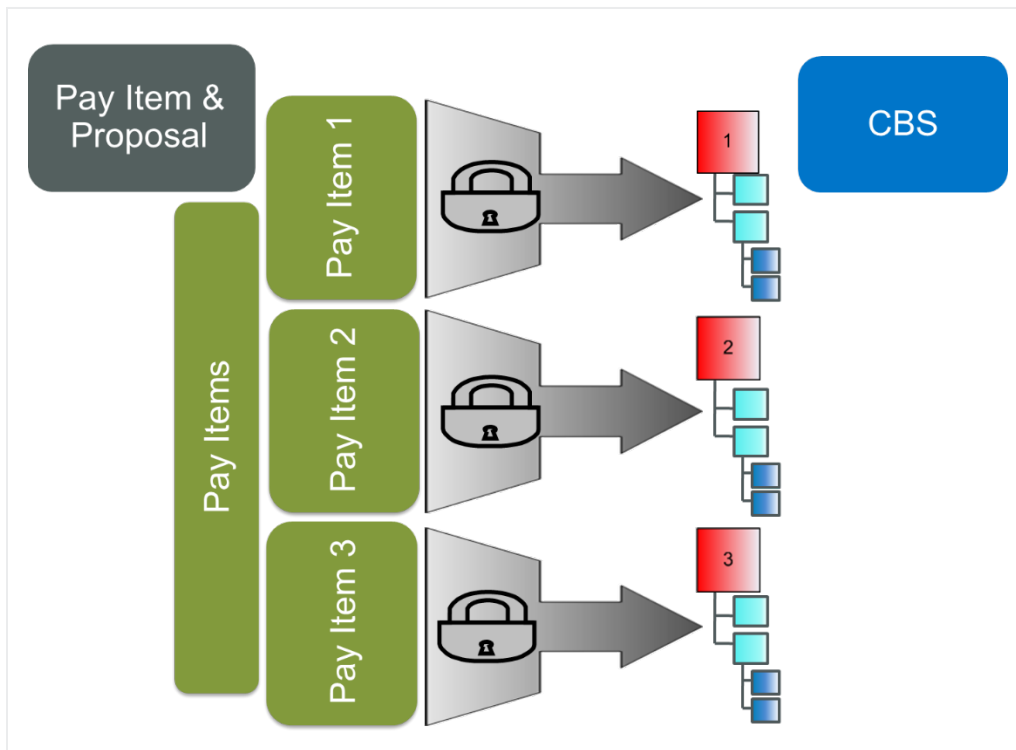 Pay Item &
Proposal
CBS
Pay Items
Pay Item 1
1
Pay Item 2
2
Pay Item 3
3